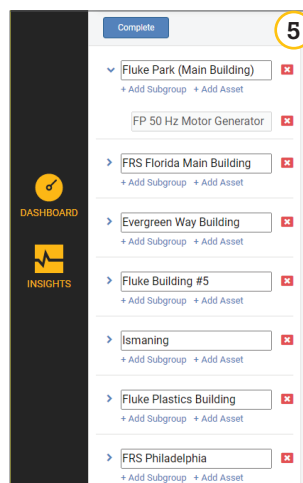 Complete
5
Fluke Park (Main Building)
+ Add Subgroup + Add Asset
FP 50 Hz Motor Generator
FRS Florida Main Building
+ Add Subgroup + Add Asset
DASHBOARD
Evergreen Way Building
+ Add Subgroup + Add Asset
INSIGHTS
Fluke Building #5
+ Add Subgroup + Add Asset
Ismaning
+ Add Subgroup + Add Asset
Fluke Plastics Building
+ Add Subgroup + Add Asset
FRS Philadelphia
+ Add Subgroup + Add Asset